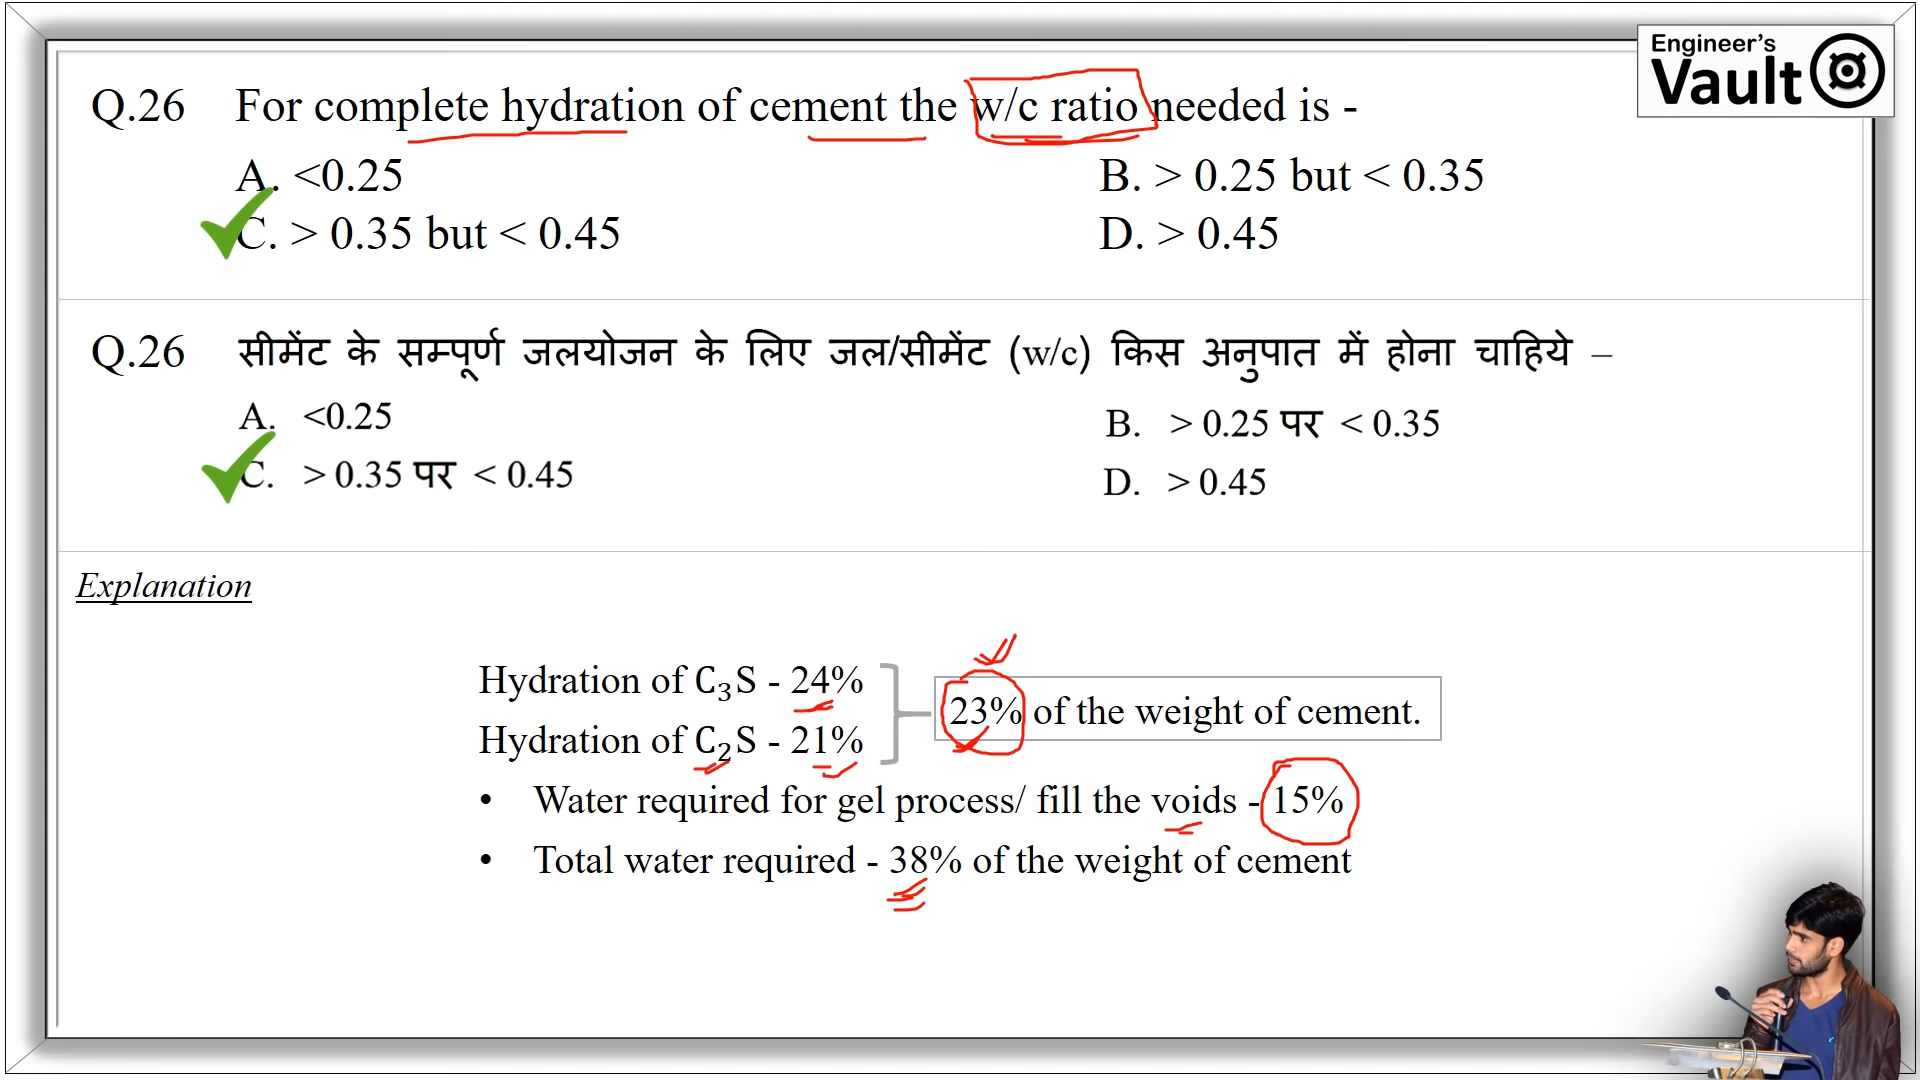 Engineer's
Vault
Q.26 For complete hydration of cement the w/c ratio needed is -
A. <0.25 B. > 0.25 but < 0.35
C. > 0.35 but < 0.45 D. > 0.45
Q.26 सीमेंट के सम्पूर्ण जलयोजन के लिए जल/सीमेंट (w/c) किस अनुपात में होना चाहिये –
A. <0.25 B. > 0.25 पर < 0.35
C. > 0.35 पर < 0.45 D. > 0.45
Explanation
Hydration of C₃S - 24%
23% of the weight of cement.
Hydration of C₂S - 21%
• Water required for gel process/ fill the voids - 15%
• Total water required - 38% of the weight of cement